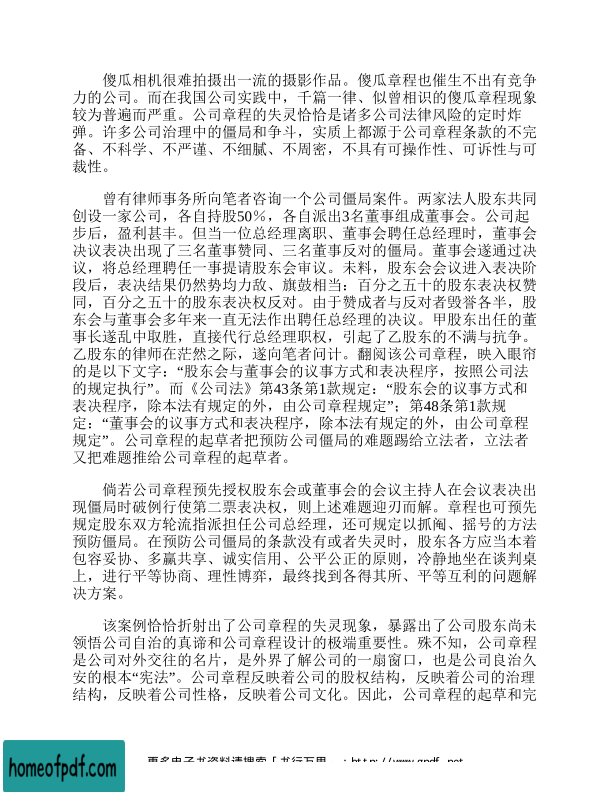 傻瓜相机很难拍摄出一流的摄影作品。傻瓜章程也催生不出有竞争
力的公司。而在我国公司实践中，千篇一律、似曾相识的傻瓜章程现象
较为普遍而严重。公司章程的失灵恰恰是诸多公司法律风险的定时炸
弹。许多公司治理中的僵局和争斗，实质上都源于公司章程条款的不完
备、不科学、不严谨、不细腻、不周密，不具有可操作性、可诉性与可
裁性。
曾有律师事务所向笔者咨询一个公司僵局案件。两家法人股东共同
创设一家公司，各自持股50％，各自派出3名董事组成董事会。公司起
步后，盈利甚丰。但当一位总经理离职、董事会聘任总经理时，董事会
决议表决出现了三名董事赞同、三名董事反对的僵局。董事会遂通过决
议，将总经理聘任一事提请股东会审议。未料，股东会会议进入表决阶
段后，表决结果仍然势均力敌、旗鼓相当：百分之五十的股东表决权赞
同，百分之五十的股东表决权反对。由于赞成者与反对者毁誉各半，股
东会与董事会多年来一直无法作出聘任总经理的决议。甲股东出任的董
事长遂乱中取胜，直接代行总经理职权，引起了乙股东的不满与抗争。
乙股东的律师在茫然之际，遂向笔者问计。翻阅该公司章程，映入眼帘
的是以下文字：“股东会与董事会的议事方式和表决程序，按照公司法
的规定执行”。而《公司法》第43条第1款规定：“股东会的议事方式和
表决程序，除本法有规定的外，由公司章程规定”；第48条第1款规
定：“董事会的议事方式和表决程序，除本法有规定的外，由公司章程
规定”。公司章程的起草者把预防公司僵局的难题踢给立法者，立法者
又把难题推给公司章程的起草者。
倘若公司章程预先授权股东会或董事会的会议主持人在会议表决出
现僵局时破例行使第二票表决权，则上述难题迎刃而解。章程也可预先
规定股东双方轮流指派担任公司总经理，还可规定以抓阄、摇号的方法
预防僵局。在预防公司僵局的条款没有或者失灵时，股东各方应当本着
包容妥协、多赢共享、诚实信用、公平公正的原则，冷静地坐在谈判桌
上，进行平等协商、理性博弈，最终找到各得其所、平等互利的问题解
决方案。
该案例恰恰折射出了公司章程的失灵现象，暴露出了公司股东尚未
领悟公司自治的真谛和公司章程设计的极端重要性。殊不知，公司章程
是公司对外交往的名片，是外界了解公司的一扇窗口，也是公司良治久
安的根本“宪法”。公司章程反映着公司的股权结构，反映着公司的治理
结构，反映着公司性格，反映着公司文化。因此，公司章程的起草和完
homeofpdf.com